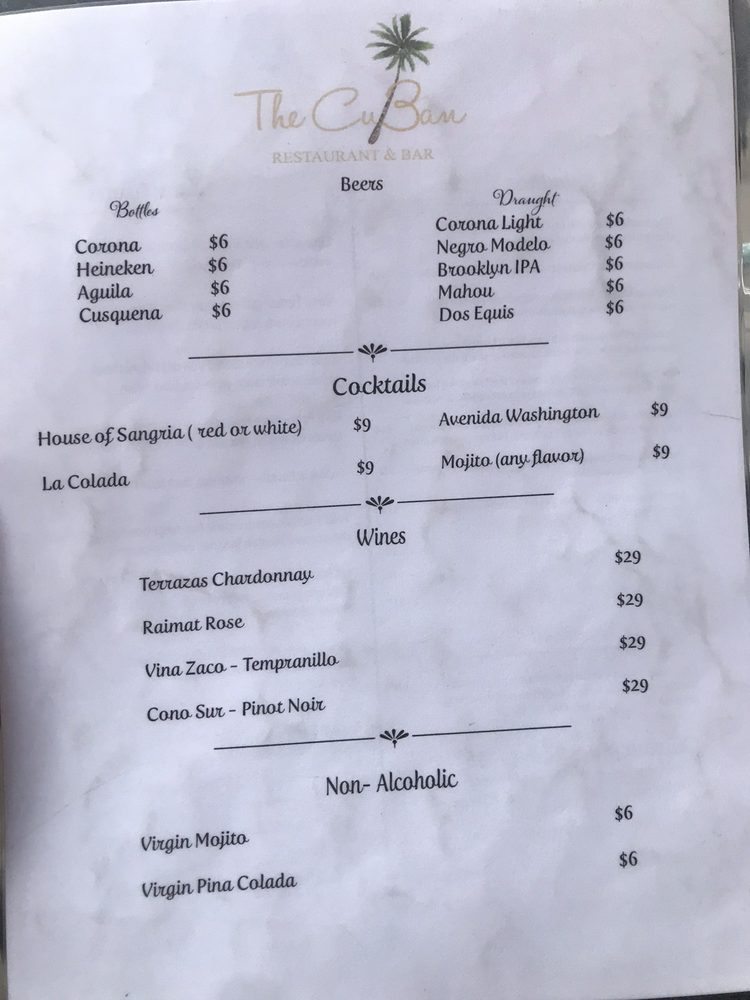 The CuBan
RESTAURANT & BAR
Beers
Bottles
Corona $6
Heineken $6
Aguila $6
Cusquena $6
Draught
Corona Light $6
Negro Modelo $6
Brooklyn IPA $6
Mahou $6
Dos Equis $6
Cocktails
House of Sangria ( red or white) $9
La Colada $9
Avenida Washington $9
Mojito (any flavor) $9
Wines
Terrazas Chardonnay $29
Raimat Rose $29
Vina Zaco - Tempranillo $29
Cono Sur - Pinot Noir $29
Non- Alcoholic
Virgin Mojito $6
Virgin Pina Colada $6